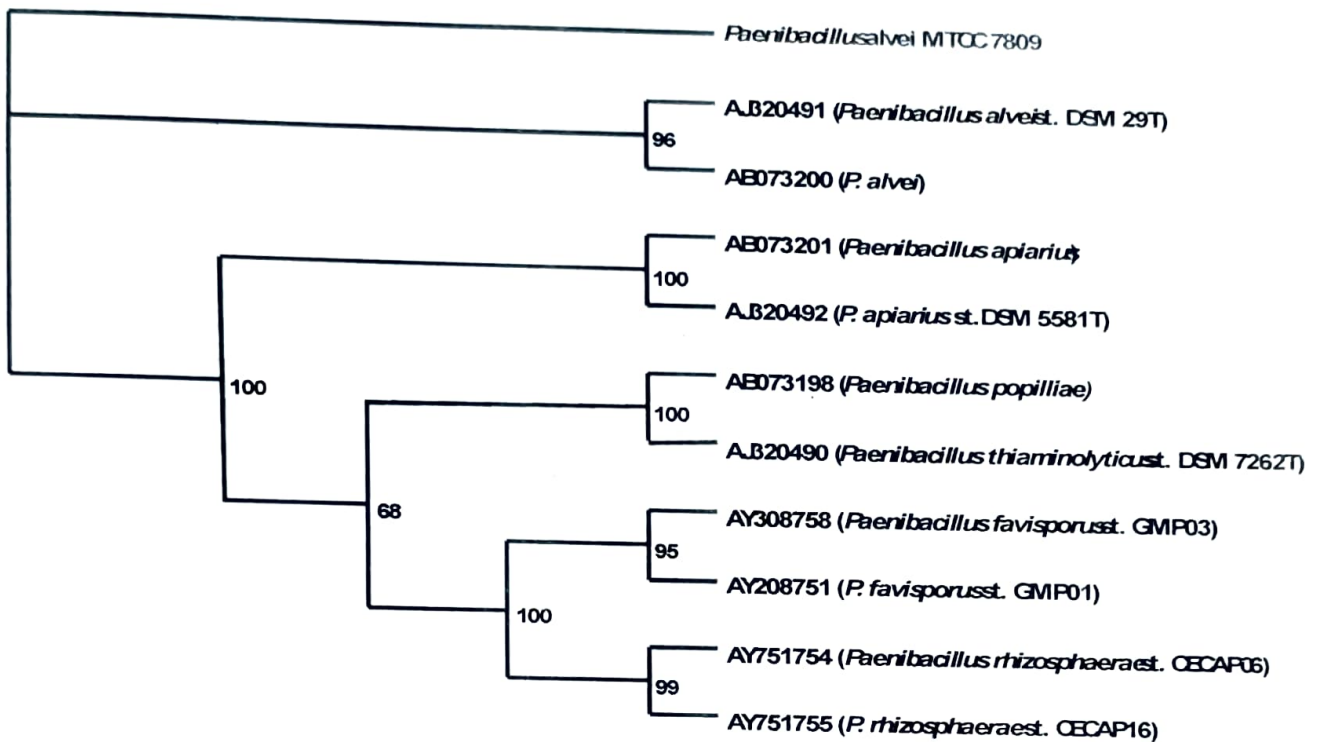 Paenibacillusalvei MTCC 7809
AJ320491 (Paenibacillus alveist. DSM 29T)
96
AB073200 (P. alvei)
AB073201 (Paenibacillus apiarius)
100
AJ320492 (P. apiarius st. DSM 5581T)
100
AB073198 (Paenibacillus popilliae)
100
AJ320490 (Paenibacillus thiaminolyticusst. DSM 7262T)
68
AY308758 (Paenibacillus favisporusst. GMP03)
95
AY208751 (P. favisporusst. GMP01)
100
AY751754 (Paenibacillus rhizosphaeraest. CECAP06)
99
AY751755 (P. rhizosphaeraest. CECAP16)